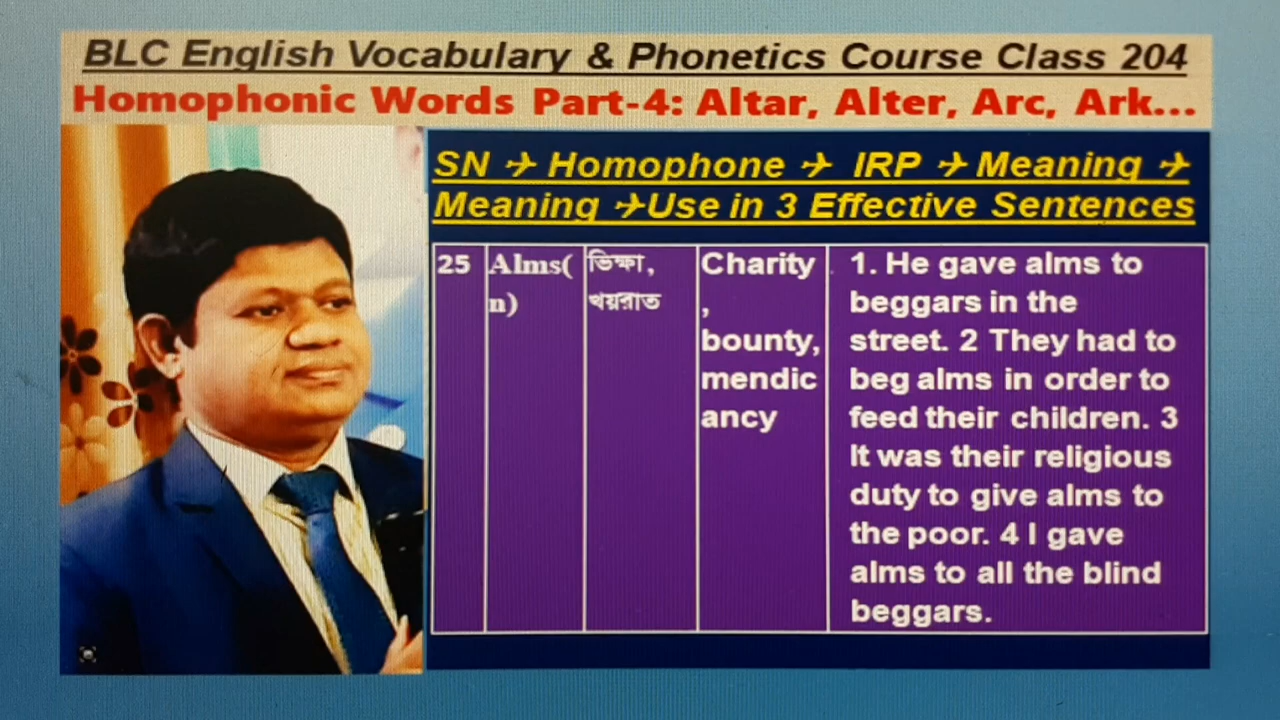 BLC English Vocabulary & Phonetics Course Class 204
Homophonic Words Part-4: Altar, Alter, Arc, Ark...
SN ✈ Homophone ✈ IRP ✈ Meaning ✈
Meaning ✈Use in 3 Effective Sentences
25
Alms(
n)
ভিক্ষা,
খয়রাত
Charity
,
bounty,
mendic
ancy
1. He gave alms to
beggars in the
street. 2 They had to
beg alms in order to
feed their children. 3
It was their religious
duty to give alms to
the poor. 4 I gave
alms to all the blind
beggars.